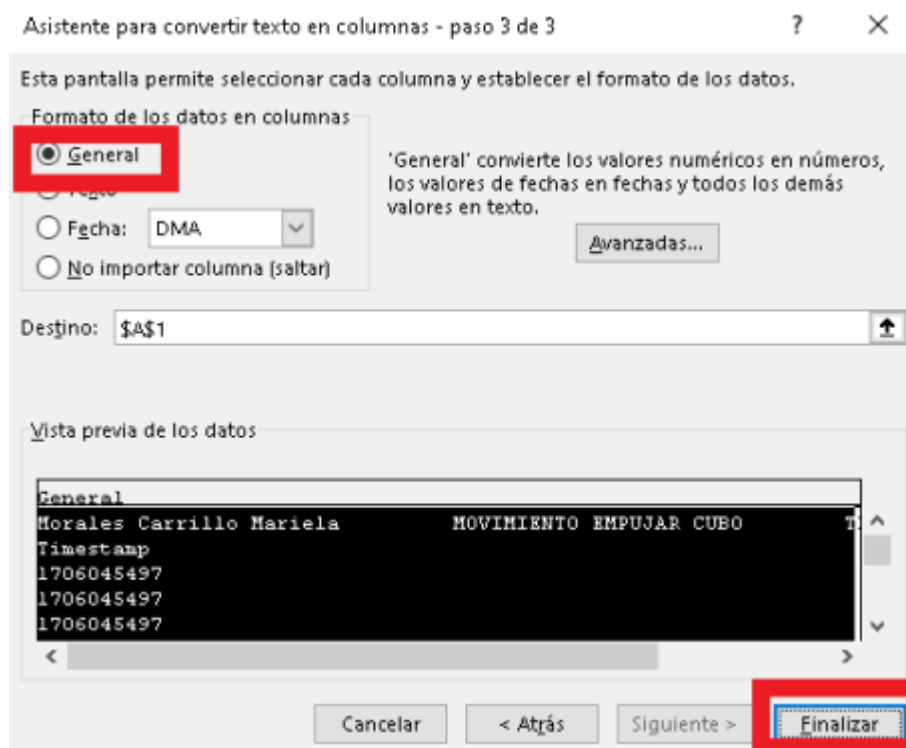 Asistente para convertir texto en columnas - paso 3 de 3 ? ×
Esta pantalla permite seleccionar cada columna y establecer el formato de los datos.
Formato de los datos en columnas
General
Fecha: DMA
No importar columna (saltar)
'General' convierte los valores numéricos en números,
los valores de fechas en fechas y todos los demás
valores en texto.
Avanzadas...
Destino: $A$1
Vista previa de los datos
General
Morales Carrillo Mariela MOVIMIENTO EMPUJAR CUBO
Timestamp
1706045497
1706045497
1706045497
Cancelar < Atrás Siguiente > Finalizar